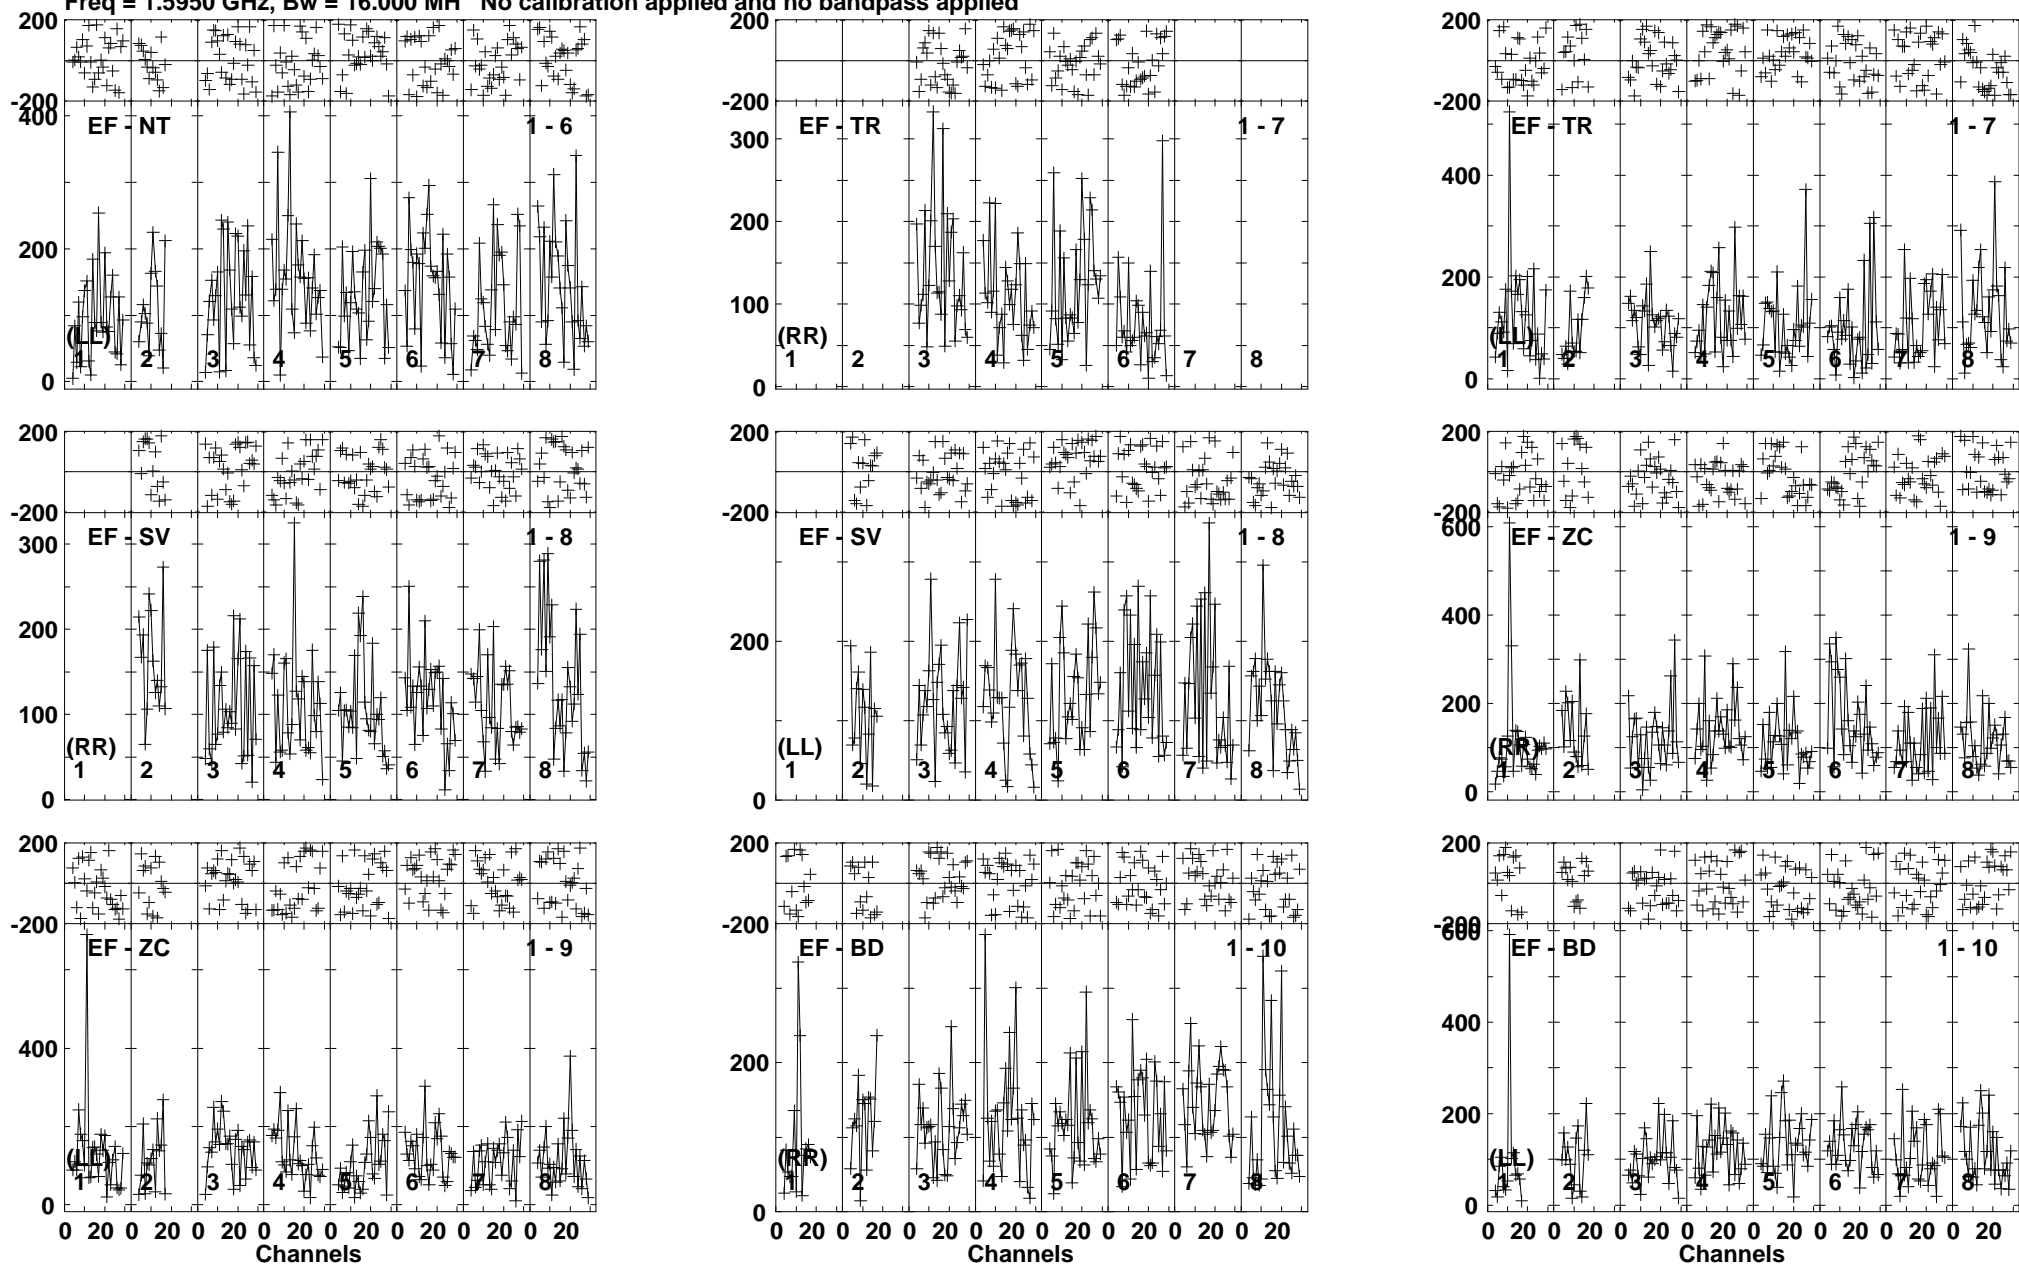 Freq = 1.5950 GHz, Bw = 16.000 MH No calibration applied and no bandpass applied
200 200 200
-200 -200 -200
400 EF - NT 1 - 6 EF - TR 1 - 7 EF - TR 1 - 7
300
400
200 200 200
100
(LL) (RR) (LL)
1 2 3 4 5 6 7 8 1 2 3 4 5 6 7 8 1 2 3 4 5 6 7 8
0 0 0
200 200 200
-200 -200 -200
600
EF - SV 1 - 8 EF - SV 1 - 8 EF - ZC 1 - 9
300
400
200 200 200
100
(RR) (LL) (RR)
1 2 3 4 5 6 7 8 1 2 3 4 5 6 7 8 1 2 3 4 5 6 7 8
0 0 0
200 200 200
-200 -200 -200
600
EF - ZC 1 - 9 EF - BD 1 - 10 EF - BD 1 - 10
400 200 400
200
(LL) (RR) (LL)
1 2 3 4 5 6 7 8 1 2 3 4 5 6 7 8 1 2 3 4 5 6 7 8
0 0 0
0 20 0 20 0 20 0 20 0 20 0 20 0 20 0 20 0 20 0 20 0 20 0 20 0 20 0 20 0 20 0 20 0 20 0 20 0 20 0 20 0 20 0 20 0 20 0 20
Channels Channels Channels